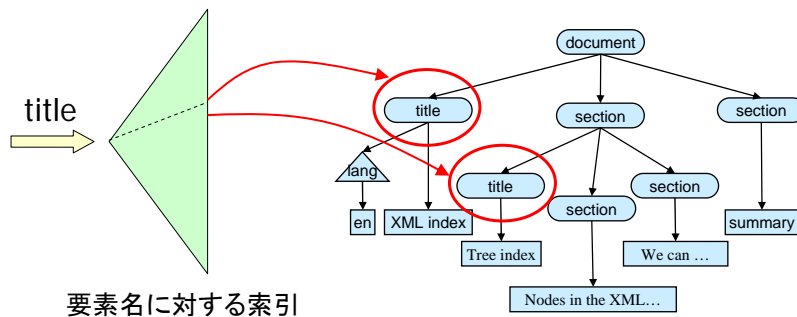 document
title
title
section
section
lang
title
section
section
en
XML index
summary
Tree index
We can …
Nodes in the XML…
要素名に対する索引